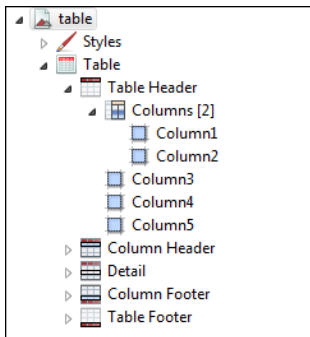 table
Styles
Table
Table Header
Columns [2]
Column1
Column2
Column3
Column4
Column5
Column Header
Detail
Column Footer
Table Footer